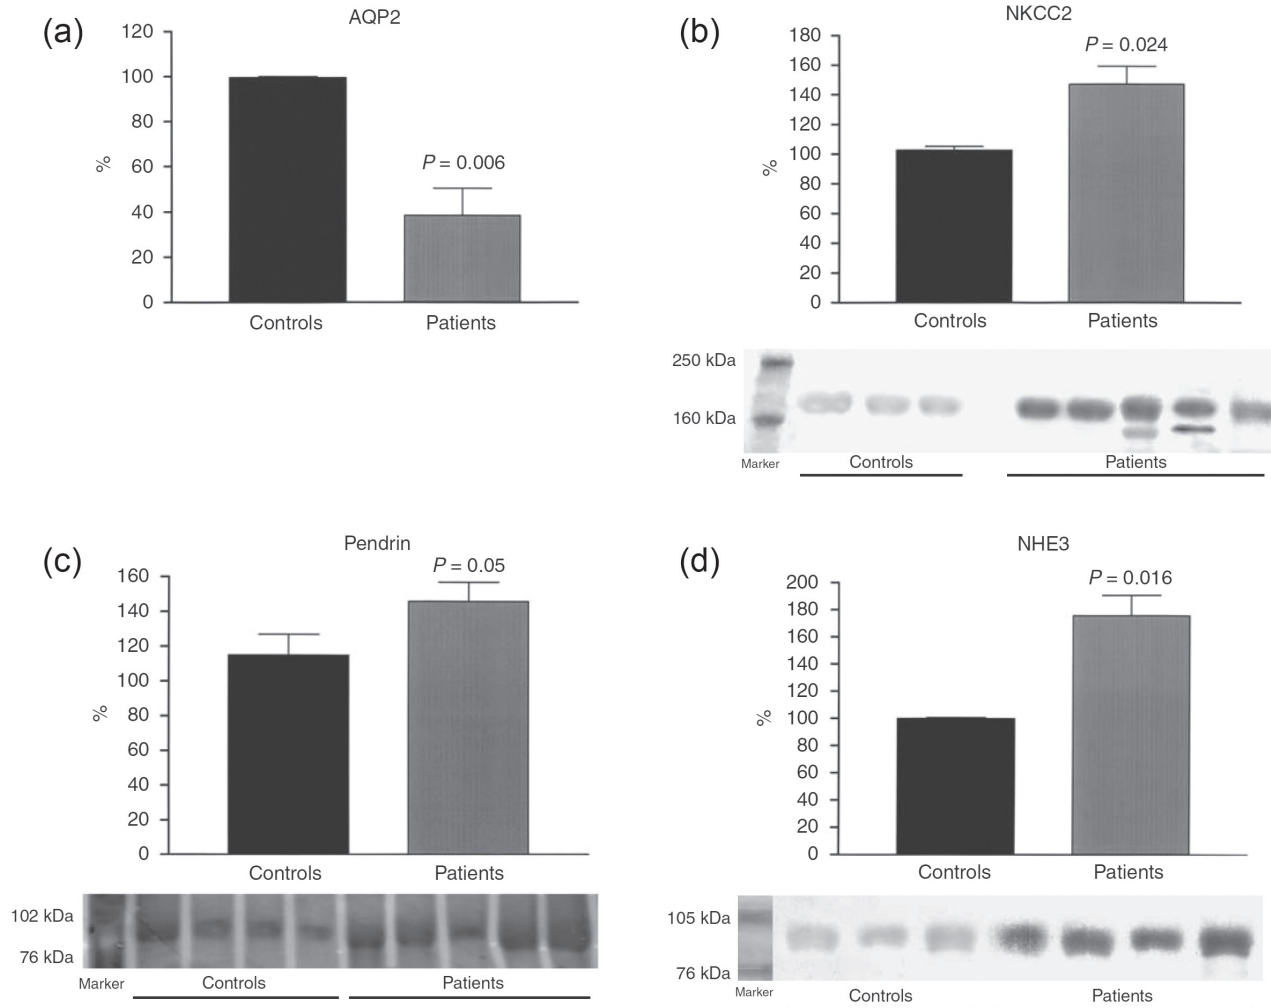 (a)
AQP2
120
100
80
60
40
20
0
%
P = 0.006
Controls
Patients
(b)
NKCC2
180
160
140
120
100
80
60
40
20
0
%
P = 0.024
Controls
Patients
250 kDa
160 kDa
Marker
Controls
Patients
(c)
Pendrin
160
140
120
100
80
60
40
20
0
%
P = 0.05
Controls
Patients
102 kDa
76 kDa
Marker
Controls
Patients
(d)
NHE3
200
180
160
140
120
100
80
60
40
20
0
%
P = 0.016
Controls
Patients
105 kDa
76 kDa
Marker
Controls
Patients